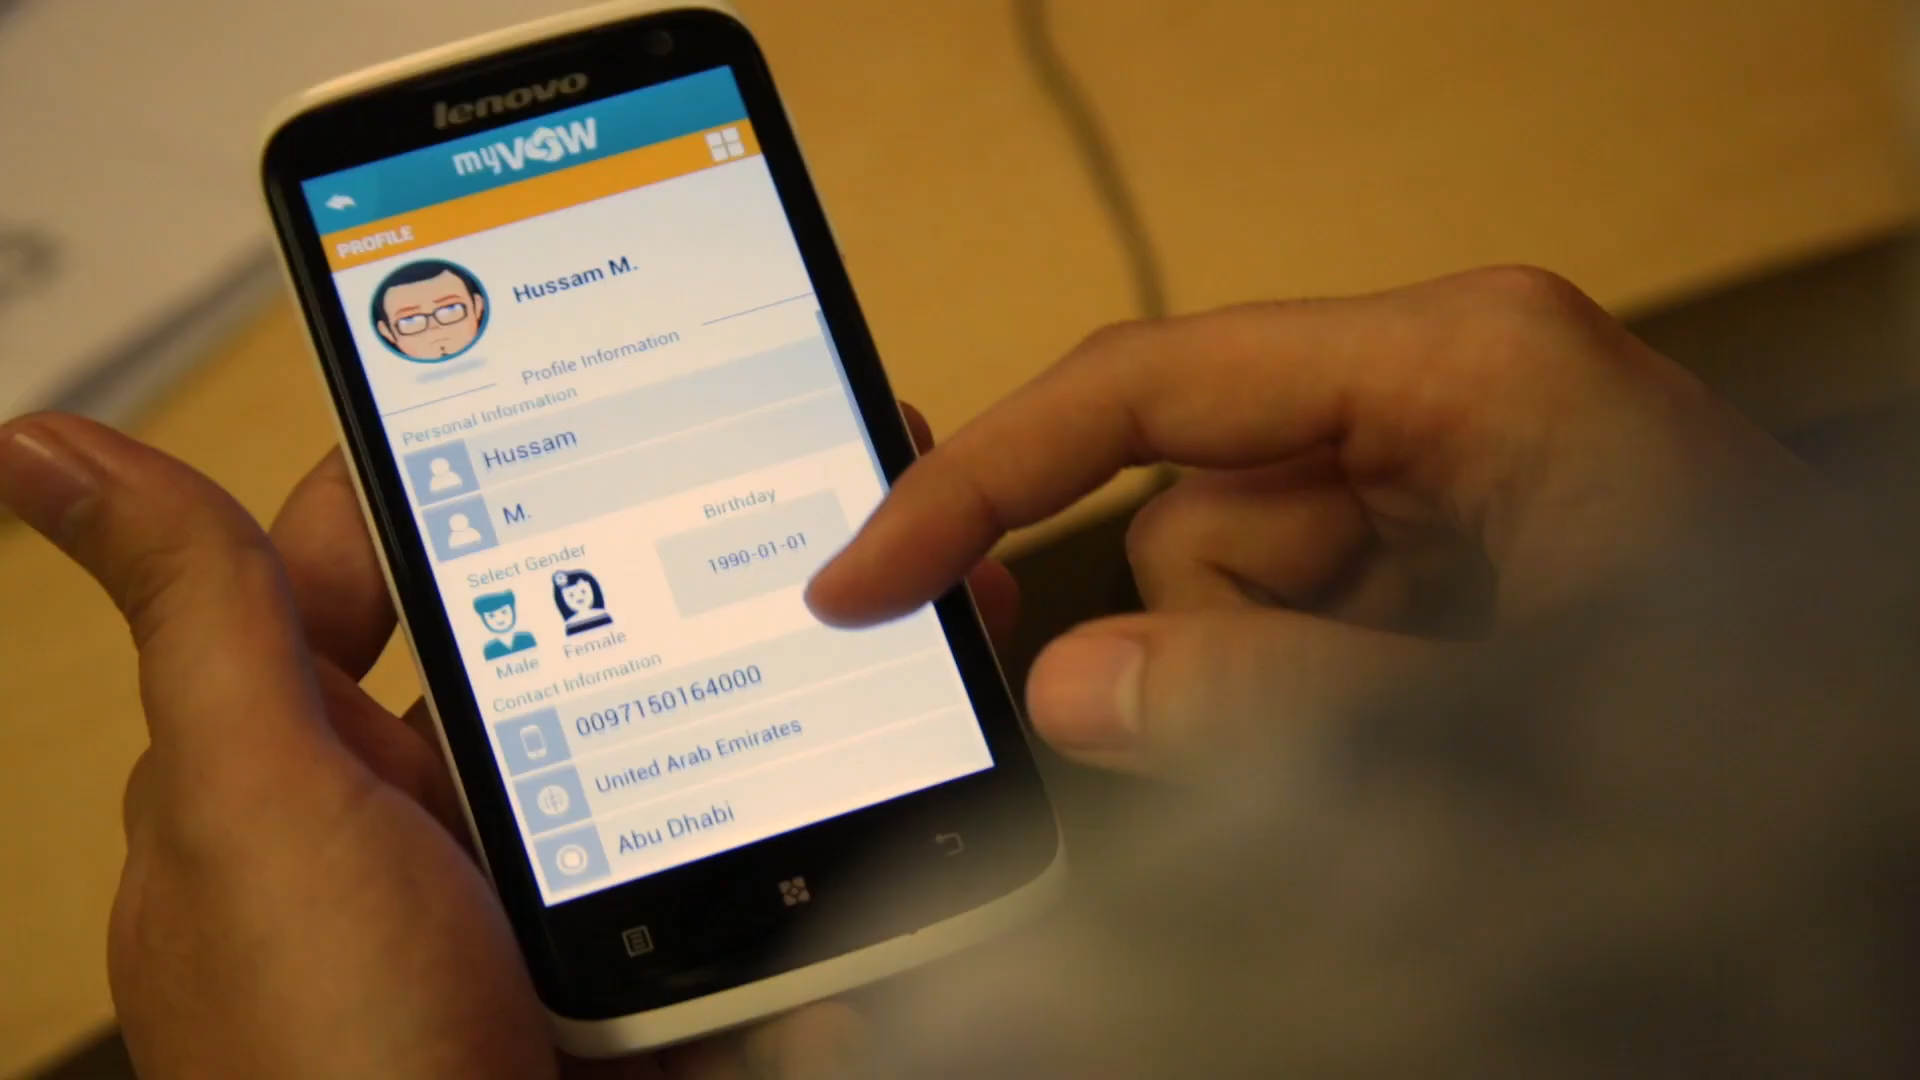 lenovo
myVOW
PROFILE
Hussam M.
Profile Information
Personal Information
Hussam
M.
Select Gender
Birthday
1990-01-01
Male
Female
Contact Information
0097150164000
United Arab Emirates
Abu Dhabi